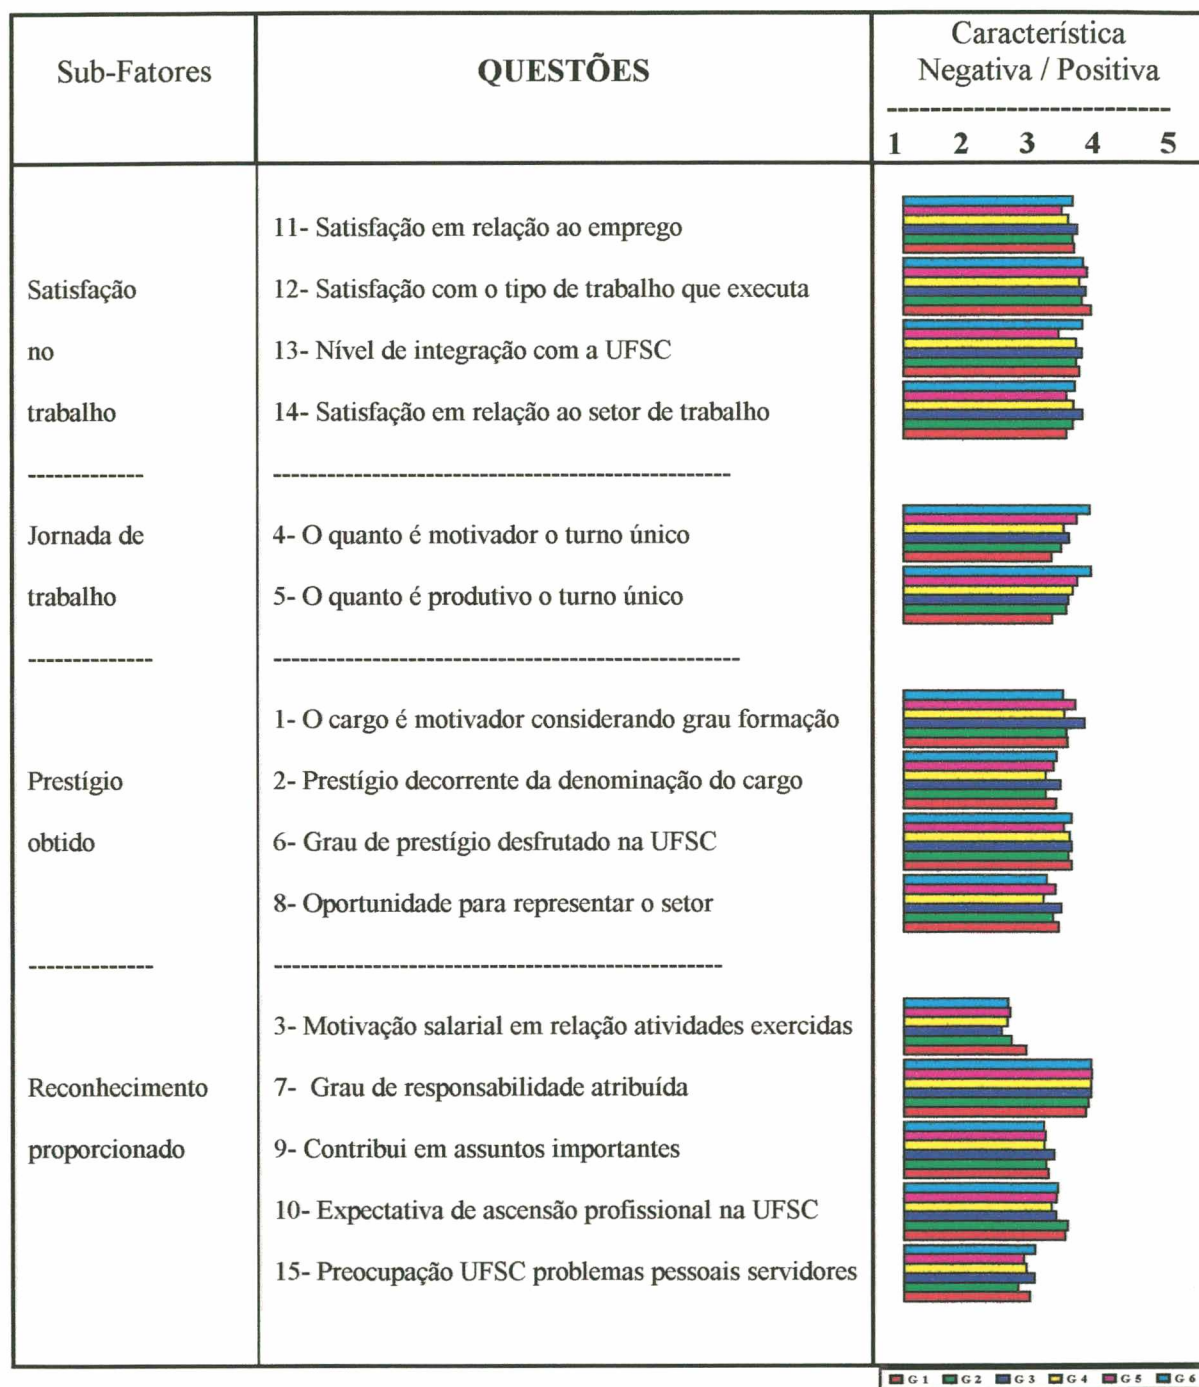 Sub-Fatores
QUESTÕES
Característica
Negativa / Positiva
----------------------------
1 2 3 4 5
11- Satisfação em relação ao emprego
Satisfação
12- Satisfação com o tipo de trabalho que executa
no
13- Nível de integração com a UFSC
trabalho
14- Satisfação em relação ao setor de trabalho
------------- ---------------------------------------------------
Jornada de
4- O quanto é motivador o turno único
trabalho
5- O quanto é produtivo o turno único
-------------- ----------------------------------------------------
1- O cargo é motivador considerando grau formação
Prestígio
2- Prestígio decorrente da denominação do cargo
obtido
6- Grau de prestígio desfrutado na UFSC
8- Oportunidade para representar o setor
-------------- --------------------------------------------------
3- Motivação salarial em relação atividades exercidas
Reconhecimento
7- Grau de responsabilidade atribuída
proporcionado
9- Contribui em assuntos importantes
10- Expectativa de ascensão profissional na UFSC
15- Preocupação UFSC problemas pessoais servidores
G 1 G 2 G 3 G 4 G 5 G 6